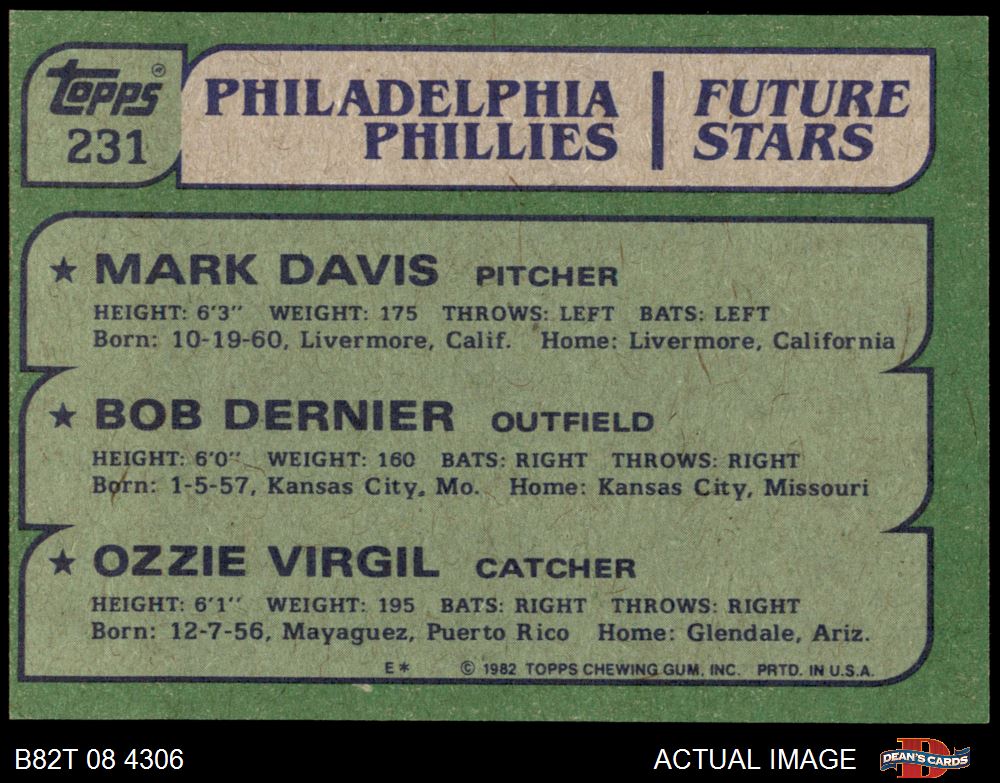 Topps®
231
PHILADELPHIA
PHILLIES
FUTURE
STARS
★ MARK DAVIS PITCHER
HEIGHT: 6'3" WEIGHT: 175 THROWS: LEFT BATS: LEFT
Born: 10-19-60, Livermore, Calif. Home: Livermore, California
★ BOB DERNIER OUTFIELD
HEIGHT: 6'0" WEIGHT: 160 BATS: RIGHT THROWS: RIGHT
Born: 1-5-57, Kansas City, Mo. Home: Kansas City, Missouri
★ OZZIE VIRGIL CATCHER
HEIGHT: 6'1" WEIGHT: 195 BATS: RIGHT THROWS: RIGHT
Born: 12-7-56, Mayaguez, Puerto Rico Home: Glendale, Ariz.
E* © 1982 TOPPS CHEWING GUM, INC. PRTD. IN U.S.A.
B82T 08 4306
ACTUAL IMAGE
D
DEAN'S CARDS